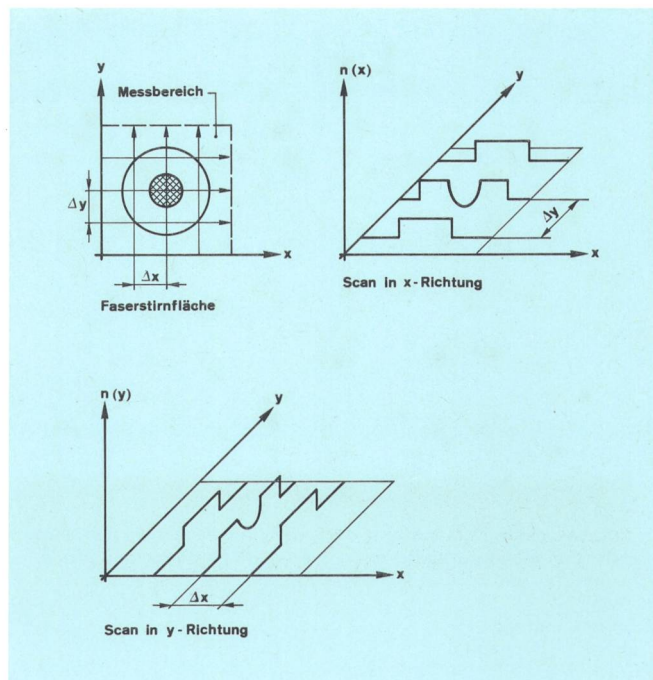 y
Messbereich
Δy
x
Δx
Faserstirnfläche
n (x)
y
Δy
x
Scan in x-Richtung
n (y)
y
x
Δx
Scan in y-Richtung